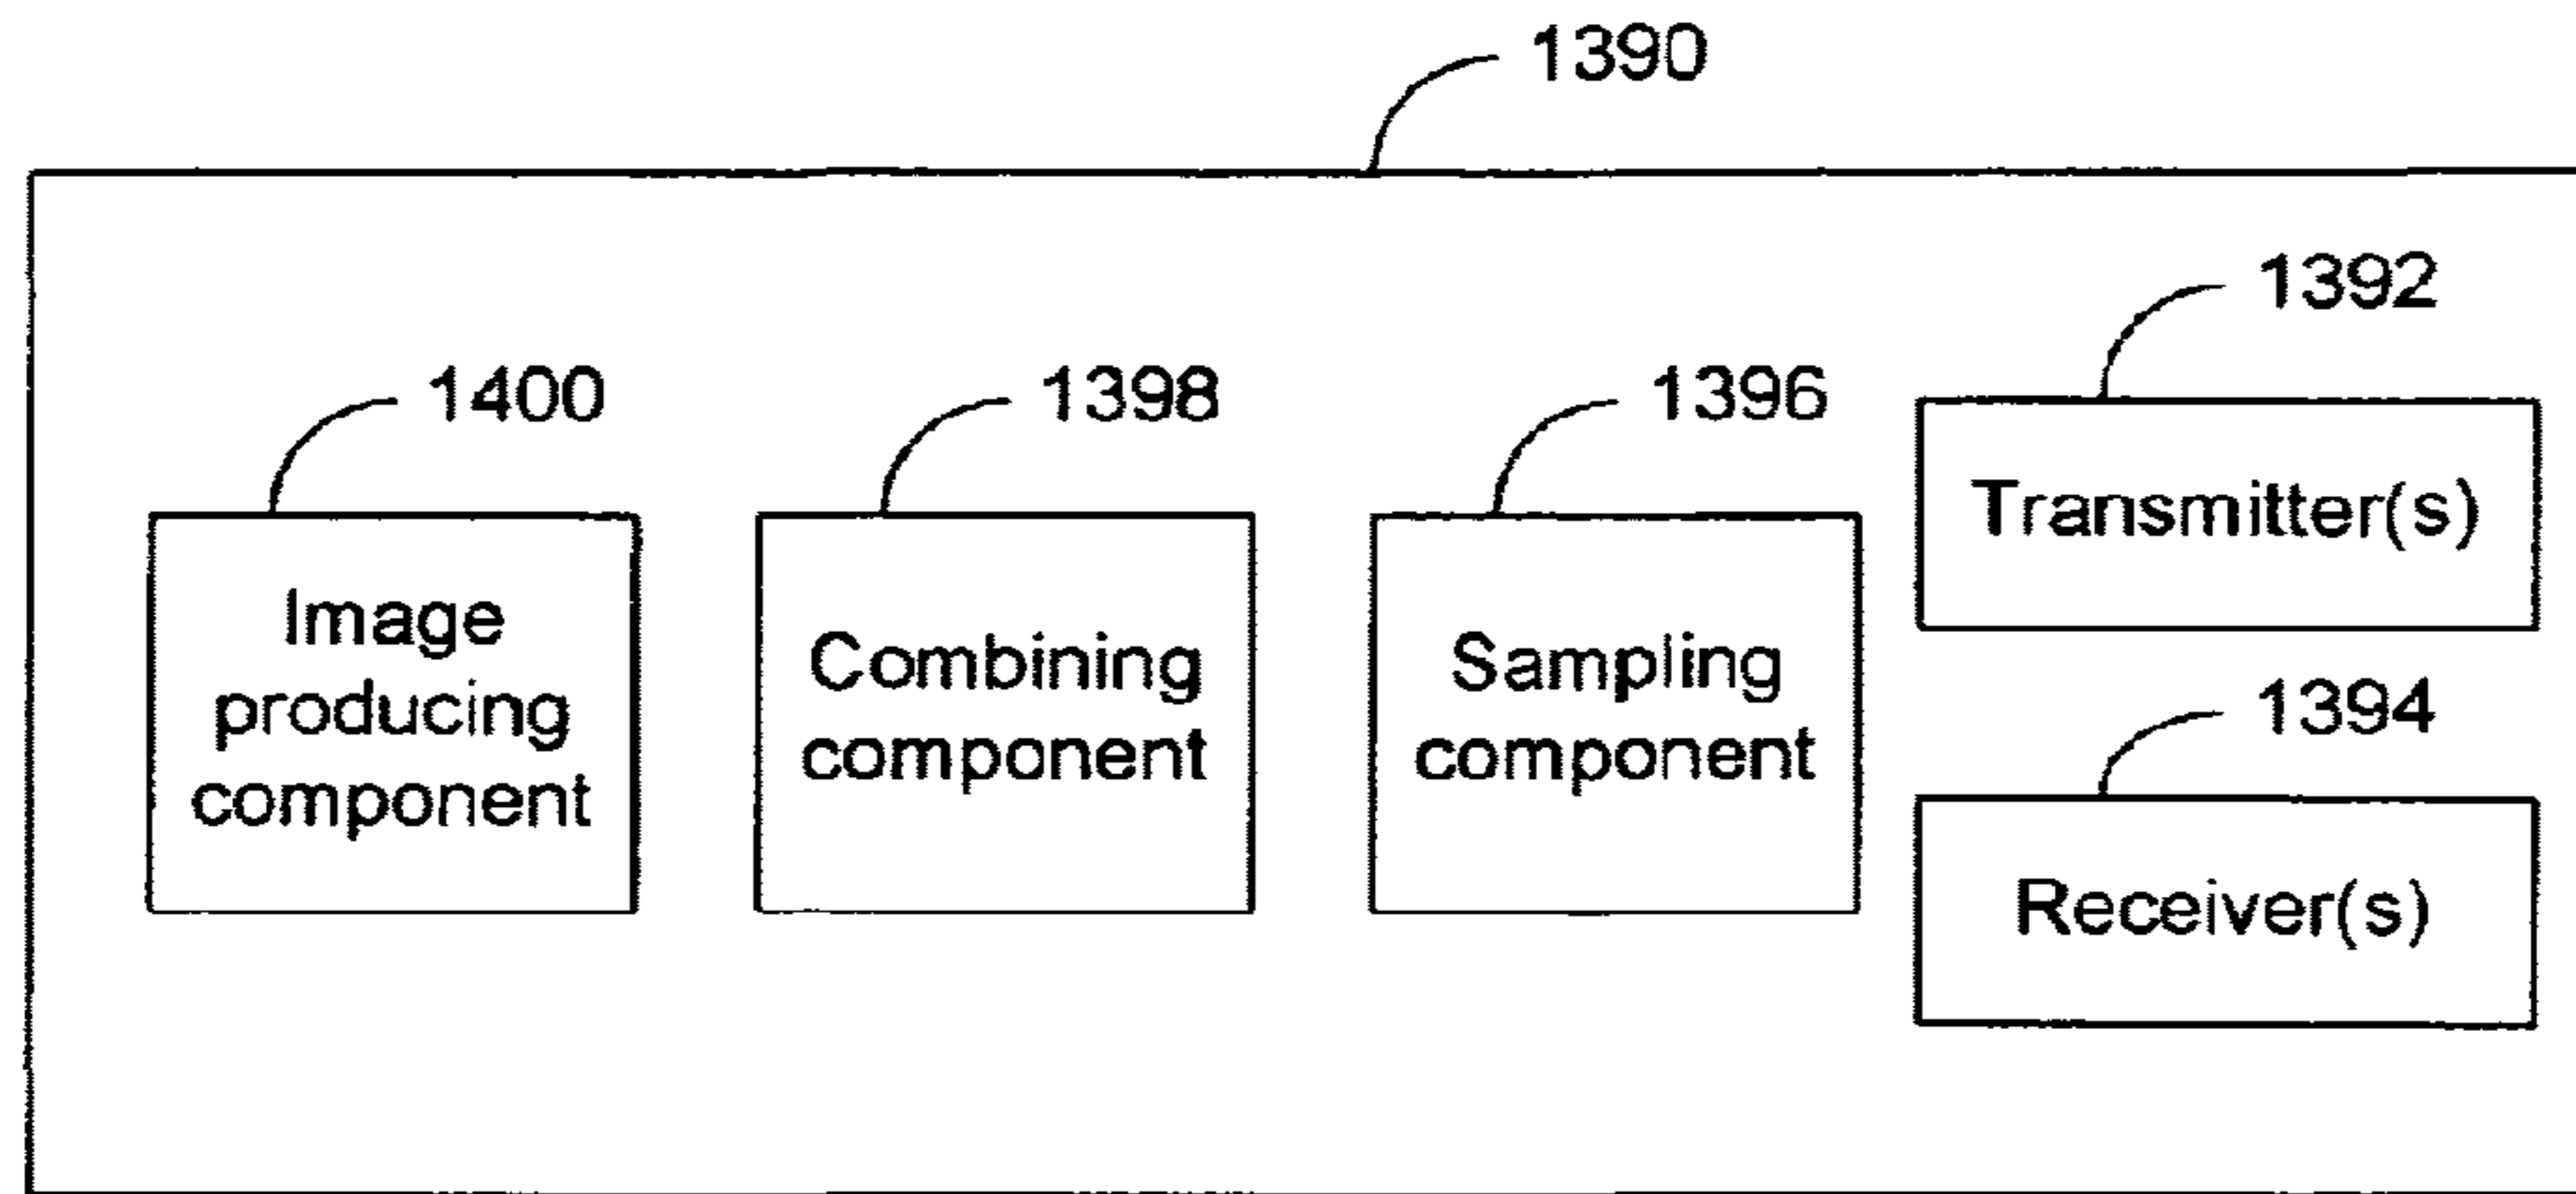 1390
1392
1400
1398
1396
Transmitter(s)
Image
producing
component
Combining
component
Sampling
component
1394
Receiver(s)